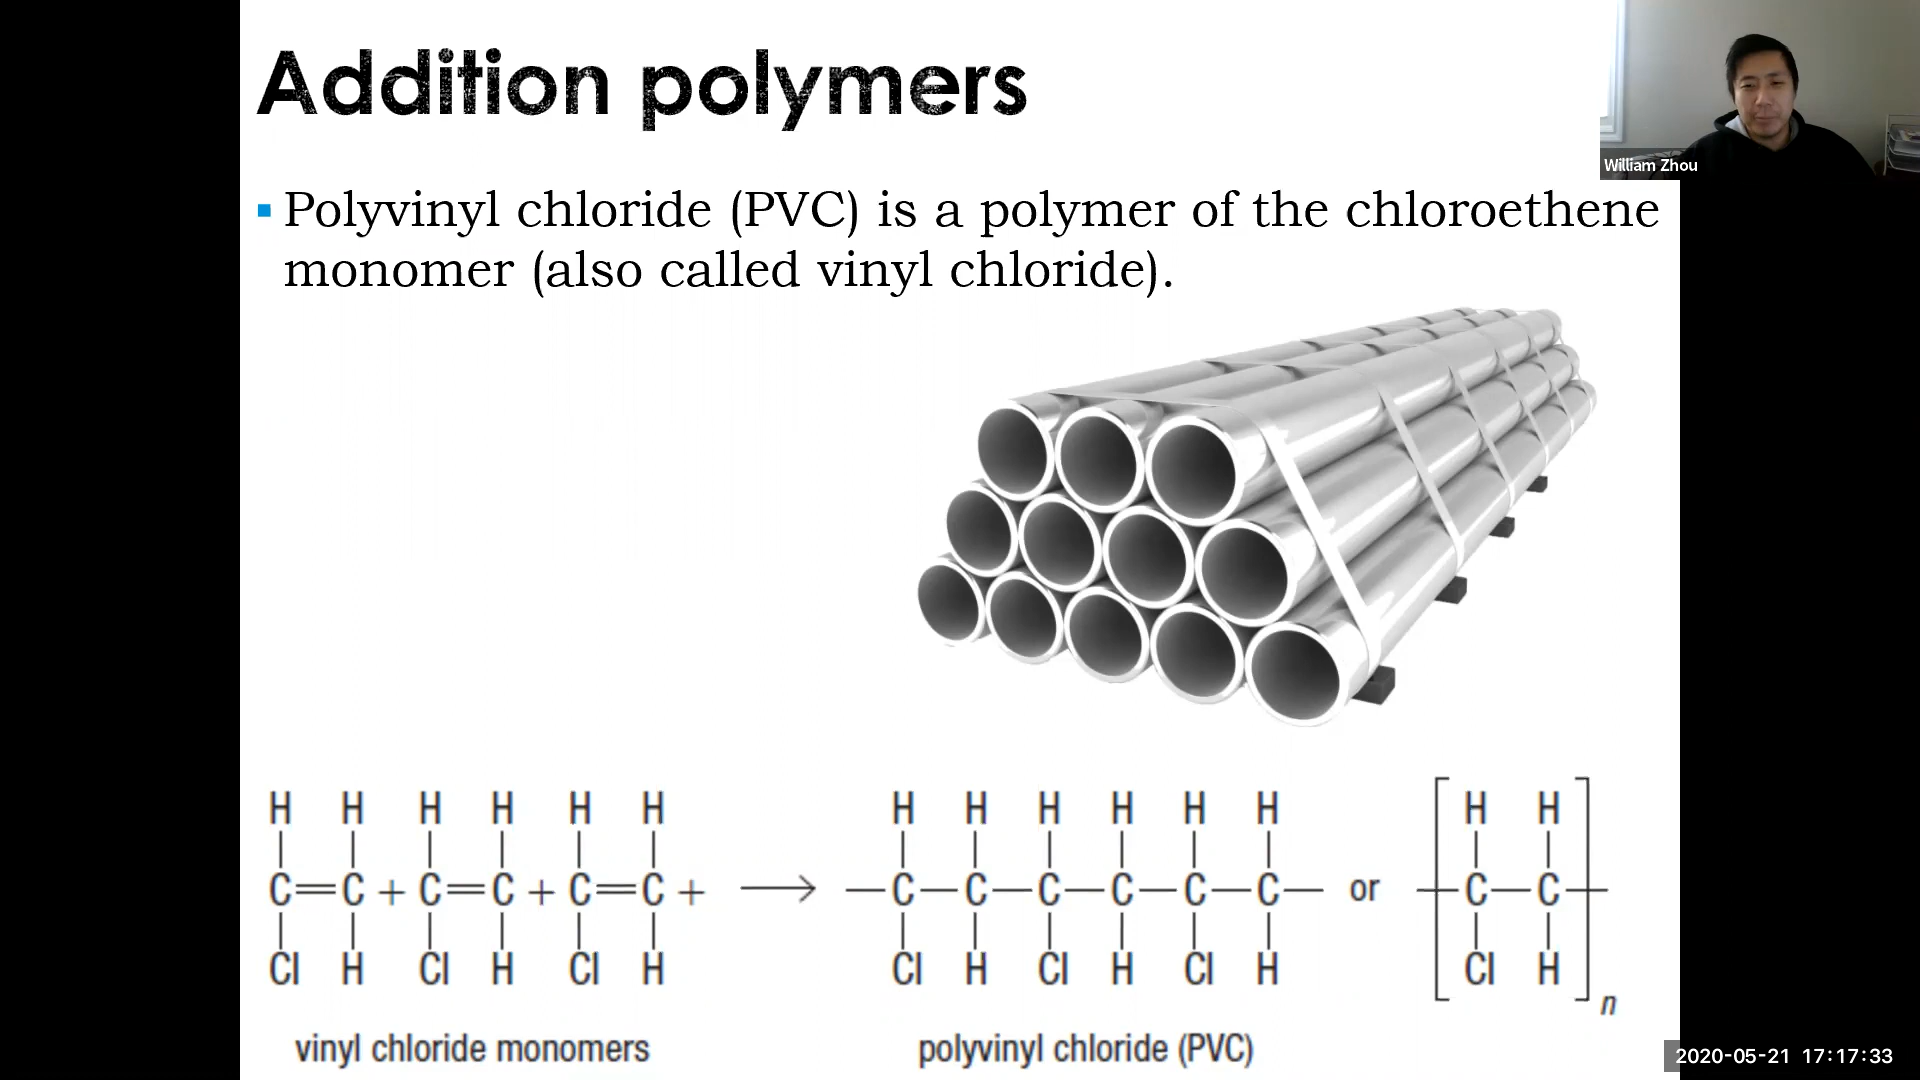 Addition polymers
William Zhou
Polyvinyl chloride (PVC) is a polymer of the chloroethene
monomer (also called vinyl chloride).
H H H H H H
C=C + C=C + C=C + → —C—C—C—C—C—C— or —C—C—
Cl H Cl H Cl H
H H H H H H
Cl H Cl H Cl H
H H
Cl H
n
vinyl chloride monomers
polyvinyl chloride (PVC)
2020-05-21 17:17:33